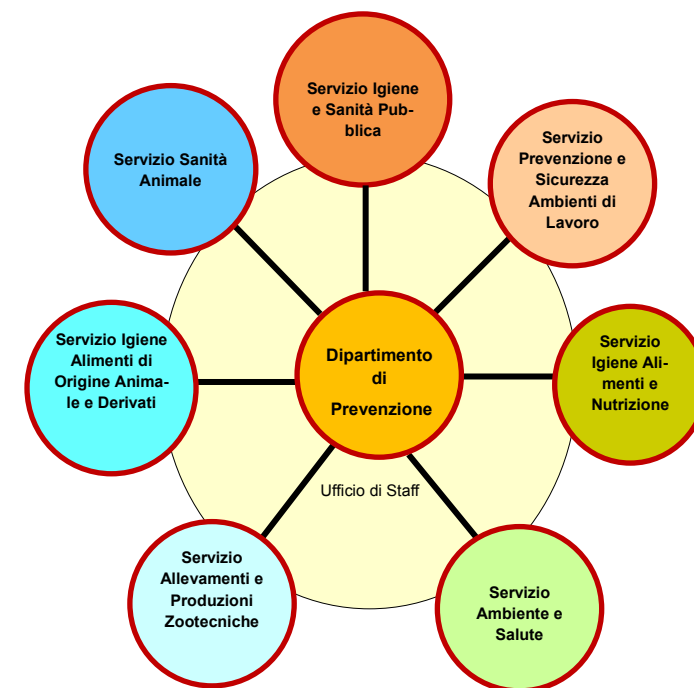 Servizio Igiene
e Sanità Pub-
blica
Servizio Sanità
Animale
Servizio
Prevenzione e
Sicurezza
Ambienti di
Lavoro
Servizio Igiene
Alimenti di
Origine Anima-
le e Derivati
Dipartimento
di
Prevenzione
Servizio
Igiene Ali-
menti e
Nutrizione
Ufficio di Staff
Servizio
Allevamenti e
Produzioni
Zootecniche
Servizio
Ambiente e
Salute